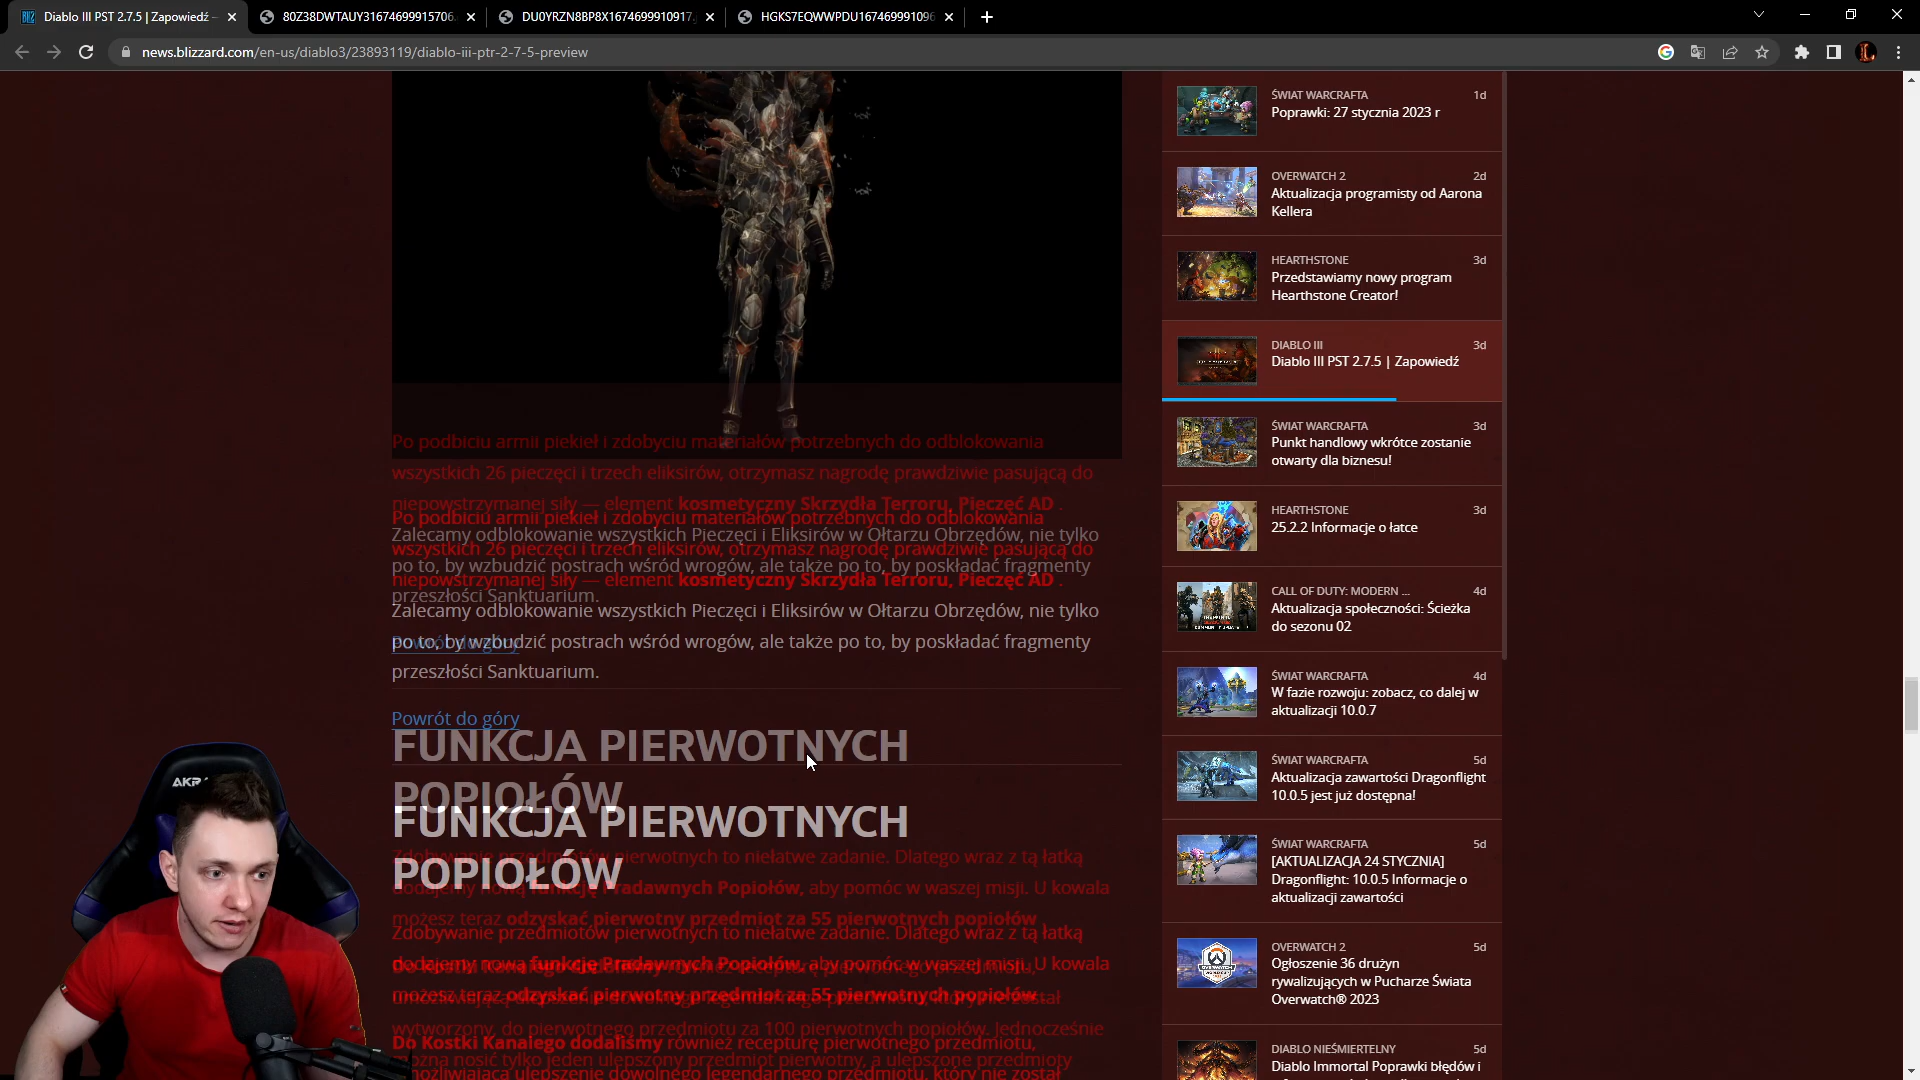 Diablo III PST 2.7.5 | Zapowiedź
80Z38DWTAUY31674699915706
DU0YRZN8BP8X1674699910917
HGKS7EQWWPDU167469991096
news.blizzard.com/en-us/diablo3/23893119/diablo-iii-ptr-2-7-5-preview
Po podbiciu armii piekieł i zdobyciu materiałów potrzebnych do odblokowania
wszystkich 26 pieczęci i trzech eliksirów, otrzymasz nagrodę prawdziwie pasującą do
niepowstrzymanej siły — element kosmetyczny Skrzydła Terroru, Pieczęć AD .
Po podbiciu armii piekieł i zdobyciu materiałów potrzebnych do odblokowania
Zalecamy odblokowanie wszystkich Pieczęci i Eliksirów w Ołtarzu Obrzędów, nie tylko
wszystkich 26 pieczęci i trzech eliksirów, otrzymasz nagrodę prawdziwie pasującą do
po to, by wzbudzić postrach wśród wrogów, ale także po to, by poskładać fragmenty
niepowstrzymanej siły — element kosmetyczny Skrzydła Terroru, Pieczęć AD .
przeszłości Sanktuarium.
Zalecamy odblokowanie wszystkich Pieczęci i Eliksirów w Ołtarzu Obrzędów, nie tylko
Powrót do góry
po to, by wzbudzić postrach wśród wrogów, ale także po to, by poskładać fragmenty
przeszłości Sanktuarium.
Powrót do góry
FUNKCJA PIERWOTNYCH
POPIOŁÓW
FUNKCJA PIERWOTNYCH
POPIOŁÓW
Zdobywanie przedmiotów pierwotnych to niełatwe zadanie. Dlatego wraz z tą łatką
dodajemy nową funkcję Pradawnych Popiołów, aby pomóc w waszej misji. U kowala
możesz teraz odzyskać pierwotny przedmiot za 55 pierwotnych popiołów .
Zdobywanie przedmiotów pierwotnych to niełatwe zadanie. Dlatego wraz z tą łatką
dodajemy nową funkcję Pradawnych Popiołów, aby pomóc w waszej misji. U kowala
możesz teraz odzyskać pierwotny przedmiot za 55 pierwotnych popiołów .
wytworzony, do pierwotnego przedmiotu za 100 pierwotnych popiołów. Jednocześnie
Do Kostki Kanaiego dodaliśmy również recepturę pierwotnego przedmiotu,
można nosić tylko jeden ulepszony przedmiot pierwotny, a ulepszone przedmioty
umożliwiającą ulepszenie dowolnego legendarnego przedmiotu, który nie został
ŚWIAT WARCRAFTA 1d
Poprawki: 27 stycznia 2023 r
OVERWATCH 2 2d
Aktualizacja programisty od Aarona
Kellera
HEARTHSTONE 3d
Przedstawiamy nowy program
Hearthstone Creator!
DIABLO III 3d
Diablo III PST 2.7.5 | Zapowiedź
ŚWIAT WARCRAFTA 3d
Punkt handlowy wkrótce zostanie
otwarty dla biznesu!
HEARTHSTONE 3d
25.2.2 Informacje o łatce
CALL OF DUTY: MODERN ... 4d
Aktualizacja społeczności: Ścieżka
do sezonu 02
ŚWIAT WARCRAFTA 4d
W fazie rozwoju: zobacz, co dalej w
aktualizacji 10.0.7
ŚWIAT WARCRAFTA 5d
Aktualizacja zawartości Dragonflight
10.0.5 jest już dostępna!
ŚWIAT WARCRAFTA 5d
[AKTUALIZACJA 24 STYCZNIA]
Dragonflight: 10.0.5 Informacje o
aktualizacji zawartości
OVERWATCH 2 5d
Ogłoszenie 36 drużyn
rywalizujących w Pucharze Świata
Overwatch® 2023
DIABLO NIEŚMIERTELNY 5d
Diablo Immortal Poprawki błędów i